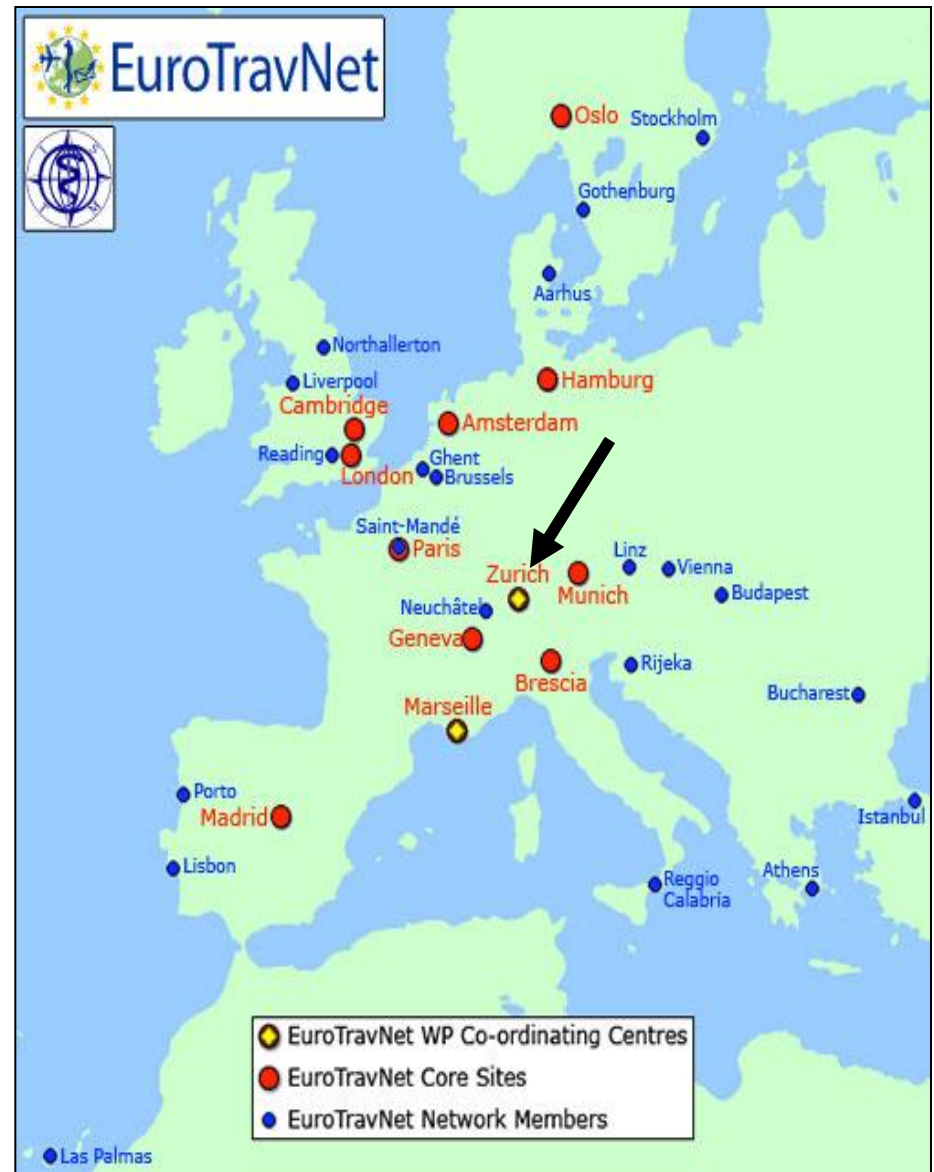 EuroTravNet
I S
T M
Oslo
Stockholm
Gothenburg
Aarhus
Northallerton
Liverpool
Hamburg
Cambridge
Amsterdam
Reading
London
Ghent
Brussels
Saint-Mandé
Paris
Linz
Vienna
Zurich
Munich
Budapest
Neuchâtel
Geneva
Rijeka
Brescia
Bucharest
Marseille
Porto
Madrid
Istanbul
Lisbon
Athens
Reggio
Calabria
EuroTravNet WP Co-ordinating Centres
EuroTravNet Core Sites
EuroTravNet Network Members
Las Palmas